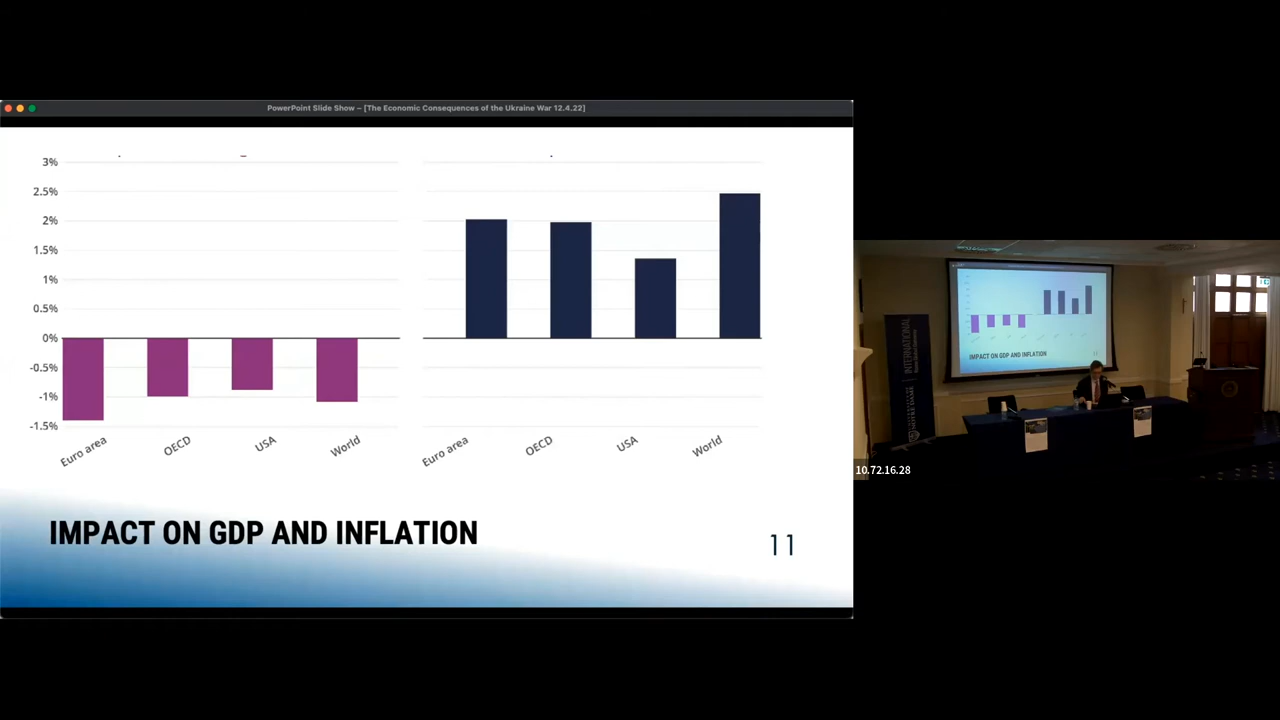 PowerPoint Slide Show – [The Economic Consequences of the Ukraine War 12.4.22]
3%
2.5%
2%
1.5%
1%
0.5%
0%
-0.5%
-1%
-1.5%
Euro area
OECD
USA
World
Euro area
OECD
USA
World
IMPACT ON GDP AND INFLATION
11
INTERNATIONAL
IMPACT ON GDP AND INFLATION
10.72.16.28